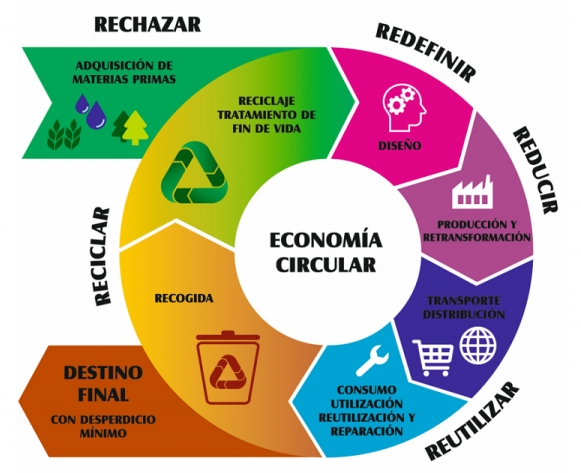 RECHAZAR
ADQUISICIÓN DE
MATERIAS PRIMAS
RECICLAJE
TRATAMIENTO DE
FIN DE VIDA
REDEFINIR
DISEÑO
REDUCIR
PRODUCCIÓN Y
RETRANSFORMACIÓN
ECONOMÍA
CIRCULAR
TRANSPORTE
DISTRIBUCIÓN
REUTILIZAR
CONSUMO
UTILIZACIÓN
REUTILIZACIÓN Y
REPARACIÓN
RECICLAR
RECOGIDA
DESTINO
FINAL
CON DESPERDICIO
MÍNIMO